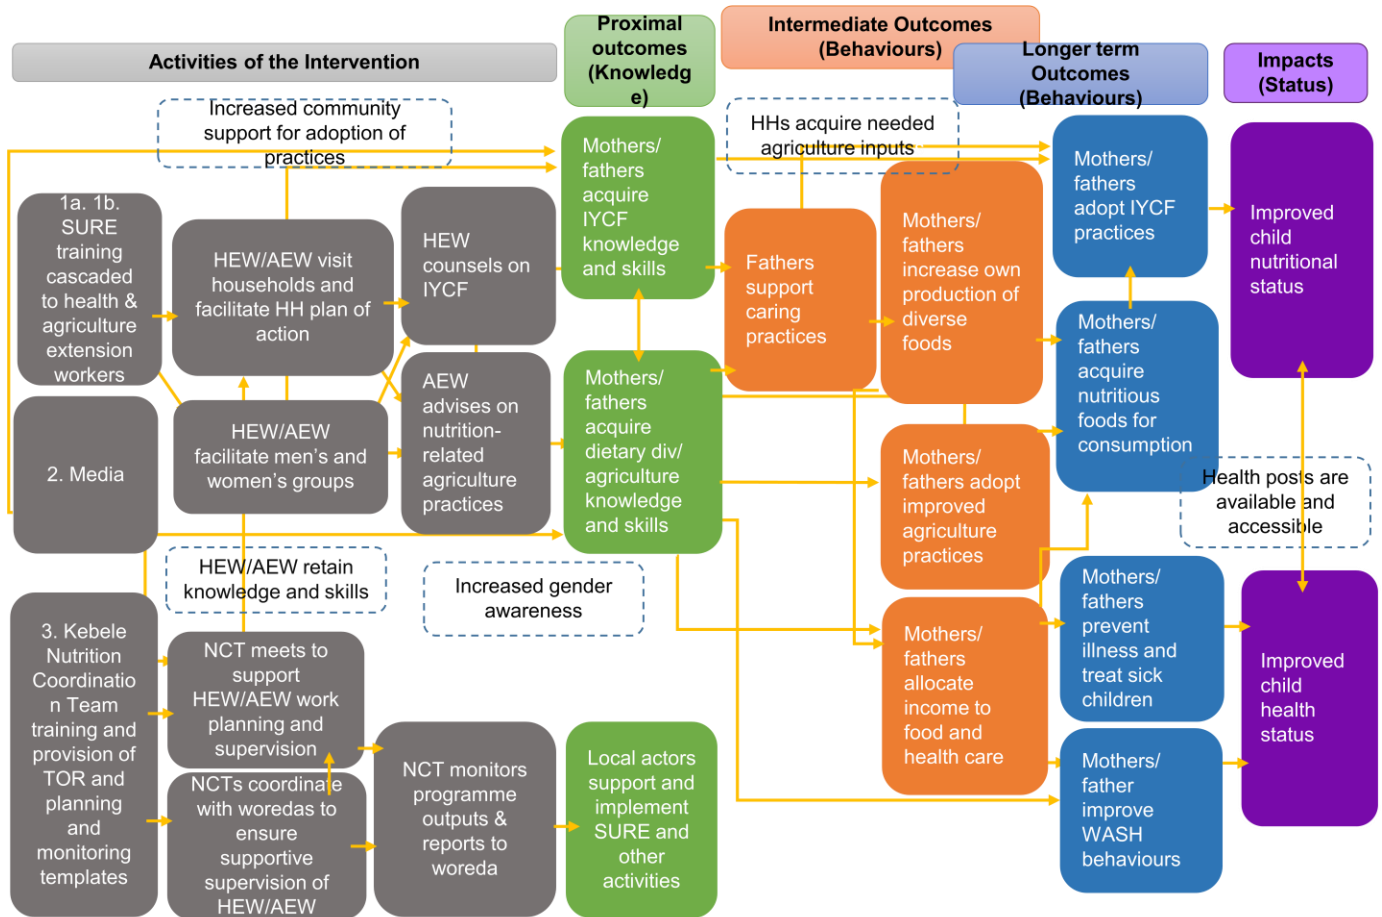 Activities of the Intervention
Proximal
outcomes
(Knowledg
e)
Intermediate Outcomes
(Behaviours)
Longer term
Outcomes
(Behaviours)
Impacts
(Status)
Increased community
support for adoption of
practices
HHs acquire needed
agriculture inputs
1a. 1b.
SURE
training
cascaded
to health &
agriculture
extension
workers
HEW/AEW visit
households and
facilitate HH plan of
action
HEW
counsels on
IYCF
Mothers/
fathers
acquire
IYCF
knowledge
and skills
Fathers
support
caring
practices
Mothers/
fathers
increase own
production of
diverse
foods
Mothers/
fathers
adopt IYCF
practices
Improved
child
nutritional
status
2. Media
HEW/AEW
facilitate men's and
women's groups
AEW
advises on
nutrition-
related
agriculture
practices
Mothers/
fathers
acquire
dietary div/
agriculture
knowledge
and skills
Mothers/
fathers adopt
improved
agriculture
practices
Mothers/
fathers
acquire
nutritious
foods for
consumption
Health posts are
available and
accessible
HEW/AEW retain
knowledge and skills
Increased gender
awareness
3. Kebele
Nutrition
Coordinatio
n Team
training and
provision of
TOR and
planning
and
monitoring
templates
NCT meets to
support
HEW/AEW work
planning and
supervision
NCTs coordinate
with woredas to
ensure
supportive
supervision of
HEW/AEW
NCT monitors
programme
outputs &
reports to
woreda
Local actors
support and
implement
SURE and
other
activities
Mothers/
fathers
allocate
income to
food and
health care
Mothers/
fathers
prevent
illness and
treat sick
children
Mothers/
father
improve
WASH
behaviours
Improved
child
health
status